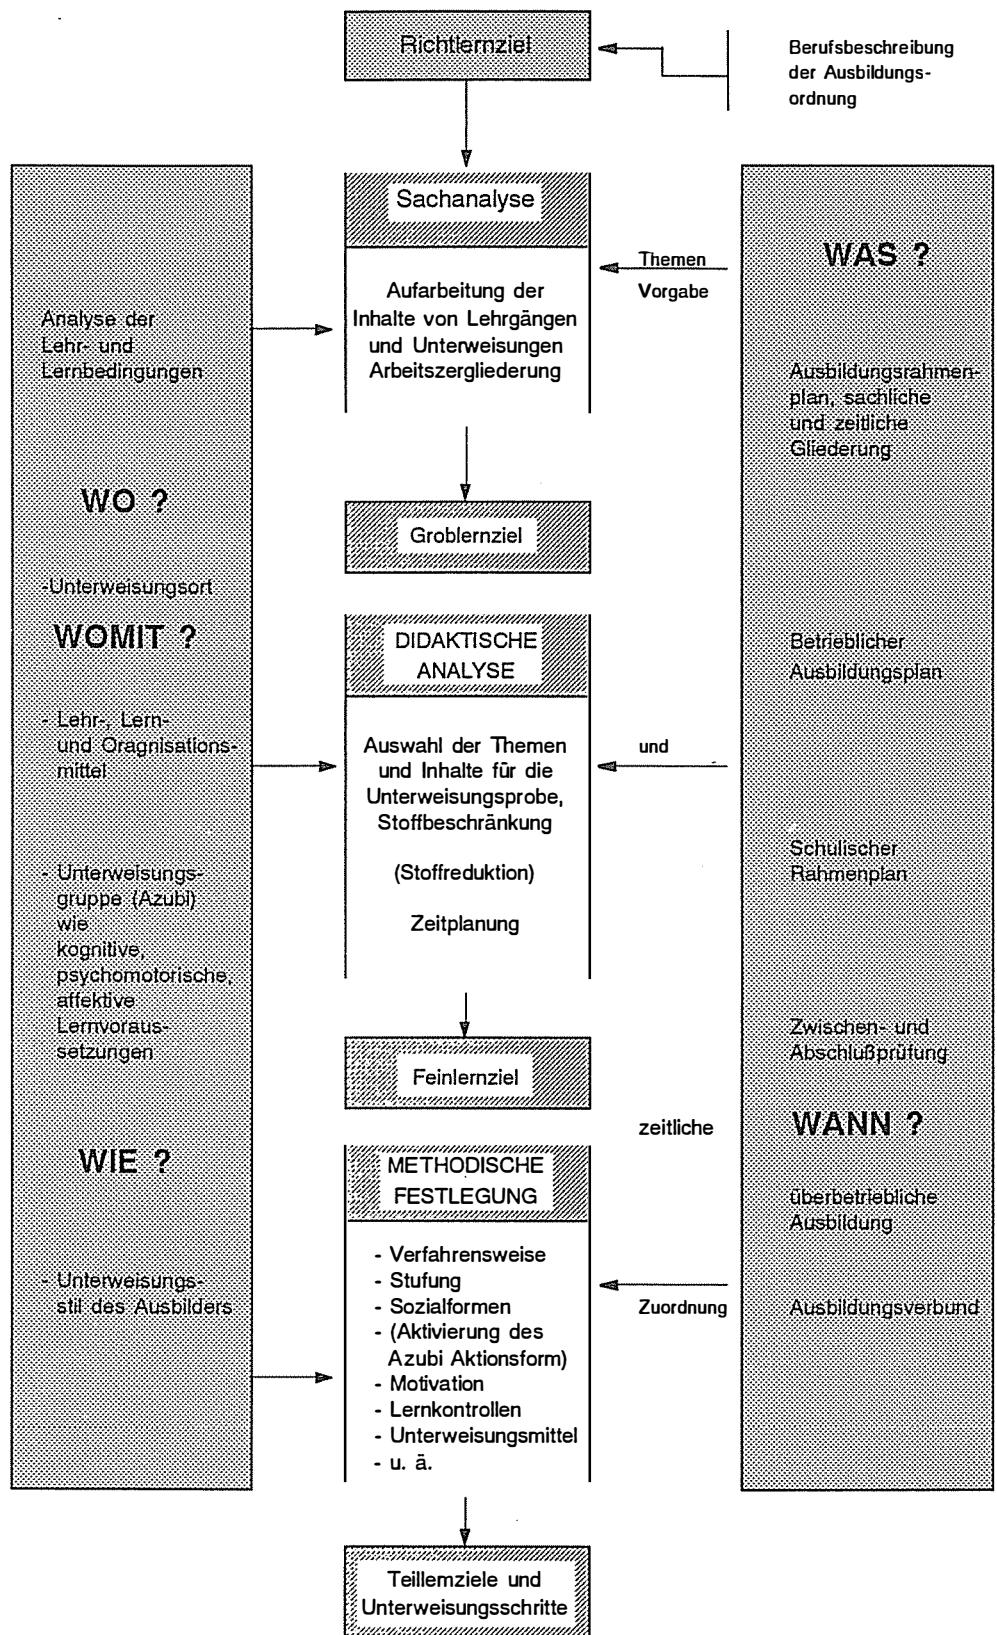 Richtlernziel
Berufsbeschreibung
der Ausbildungs-
ordnung
Analyse der
Lehr- und
Lernbedingungen
WO ?
-Unterweisungsort
WOMIT ?
- Lehr-, Lern-
und Oragnisations-
mittel
- Unterweisungs-
gruppe (Azubi)
wie
kognitive,
psychomotorische,
affektive
Lernvoraus-
setzungen
WIE ?
- Unterweisungs-
stil des Ausbilders
Sachanalyse
Aufarbeitung der
Inhalte von Lehrgängen
und Unterweisungen
Arbeitszergliederung
Groblernziel
DIDAKTISCHE
ANALYSE
Auswahl der Themen
und Inhalte für die
Unterweisungsprobe,
Stoffbeschränkung
(Stoffreduktion)
Zeitplanung
Feinlernziel
METHODISCHE
FESTLEGUNG
- Verfahrensweise
- Stufung
- Sozialformen
- (Aktivierung des
Azubi Aktionsform)
- Motivation
- Lernkontrollen
- Unterweisungsmittel
- u. ä.
Teillernziele und
Unterweisungsschritte
Themen
Vorgabe
und
zeitliche
Zuordnung
WAS ?
Ausbildungsrahmen-
plan, sachliche
und zeitliche
Gliederung
Betrieblicher
Ausbildungsplan
Schulischer
Rahmenplan
Zwischen- und
Abschlußprüfung
WANN ?
überbetriebliche
Ausbildung
Ausbildungsverbund